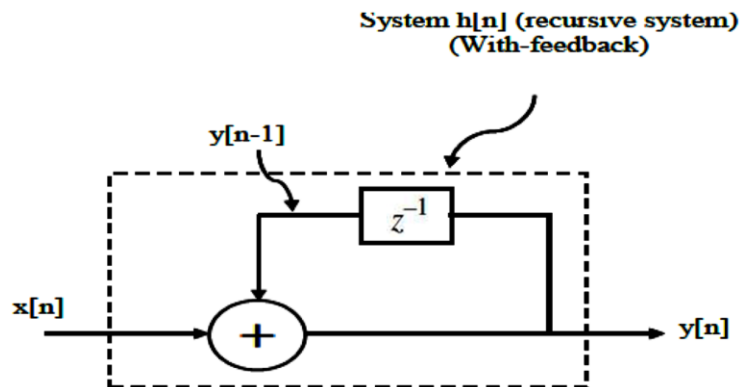 System h[n] (recursive system)
(With-feedback)
y[n-1]
z⁻¹
x[n]
+
y[n]